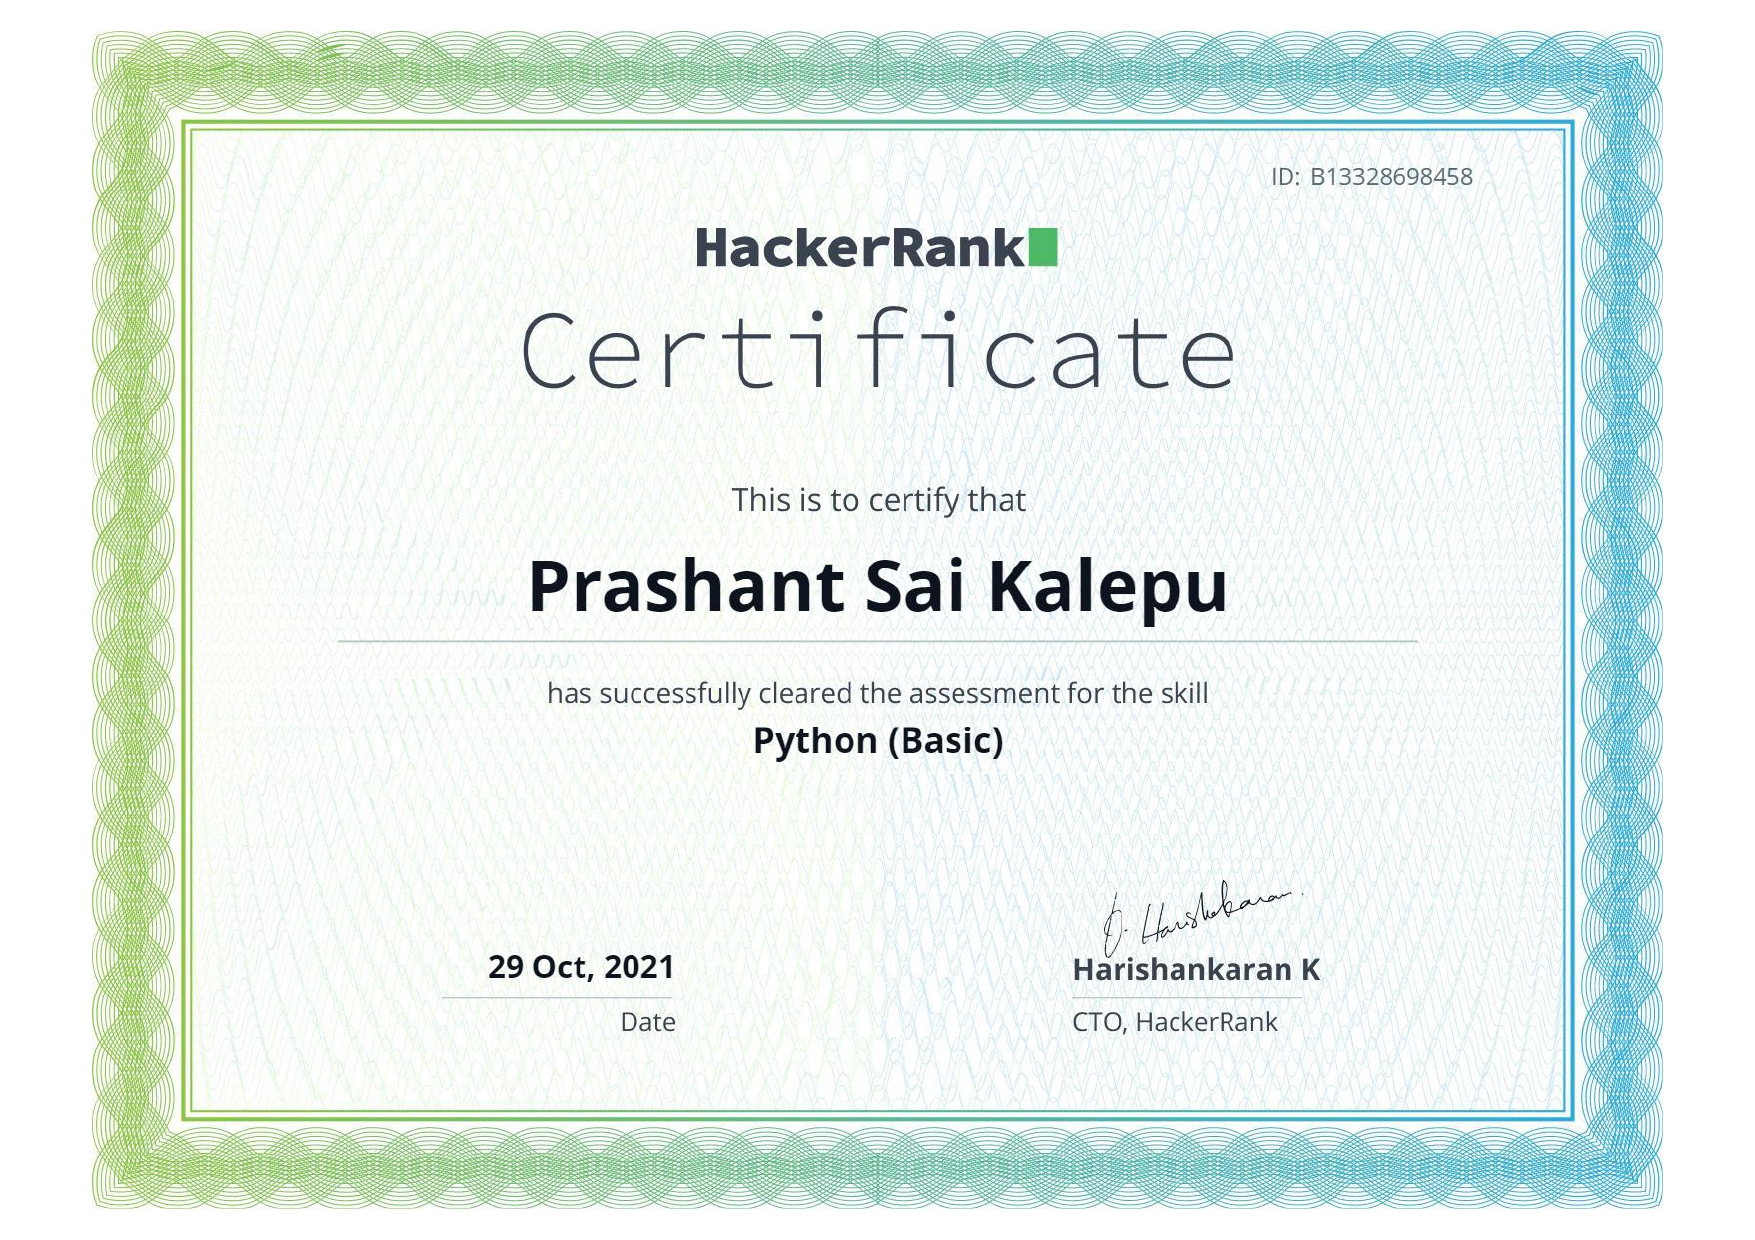 ID: B13328698458
HackerRank
Certificate
This is to certify that
Prashant Sai Kalepu
has successfully cleared the assessment for the skill
Python (Basic)
J. Harishankaran
29 Oct, 2021
Harishankaran K
Date
CTO, HackerRank